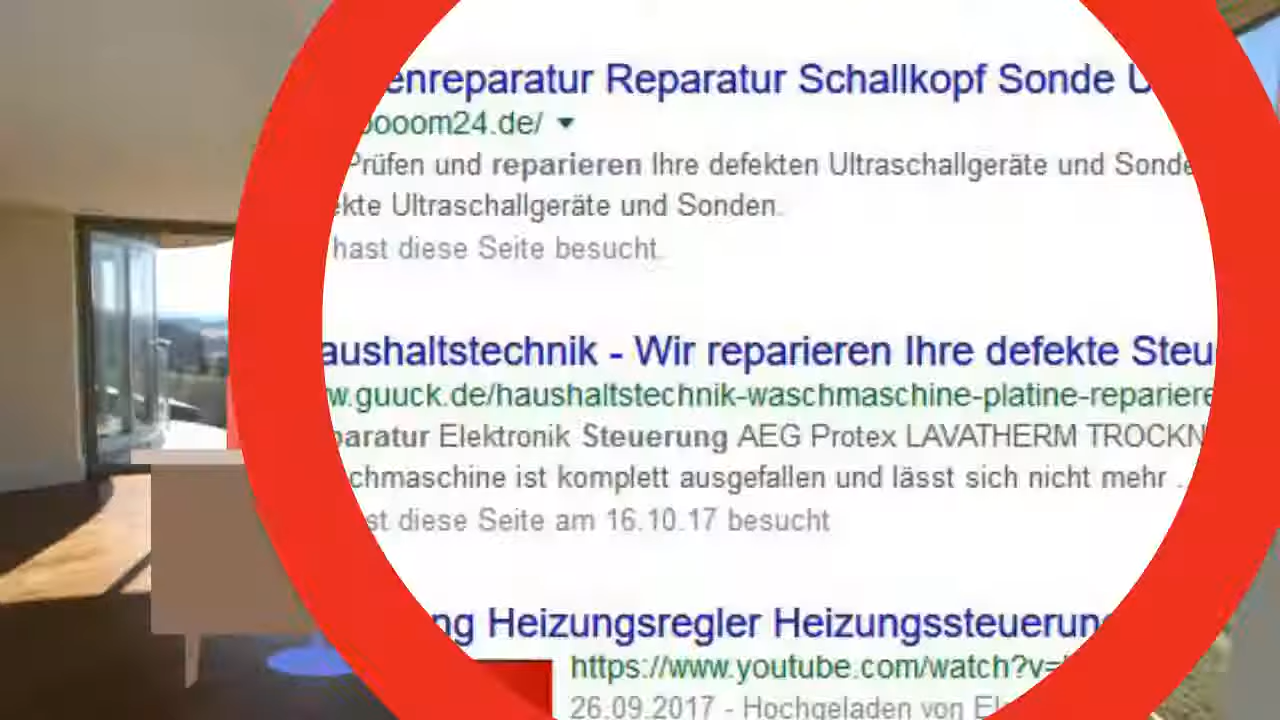 enreparatur Reparatur Schallkopf Sonde U
ooom24.de/
Prüfen und reparieren Ihre defekten Ultraschallgeräte und Sonde
ekte Ultraschallgeräte und Sonden.
hast diese Seite besucht.
aushaltstechnik - Wir reparieren Ihre defekte Steu
w.guuck.de/haushaltstechnik-waschmaschine-platine-repariere
paratur Elektronik Steuerung AEG Protex LAVATHERM TROCKN
chmaschine ist komplett ausgefallen und lässt sich nicht mehr .
st diese Seite am 16.10.17 besucht
ng Heizungsregler Heizungssteuerung
https://www.youtube.com/watch?v=
26.09.2017 - Hochgeladen von El